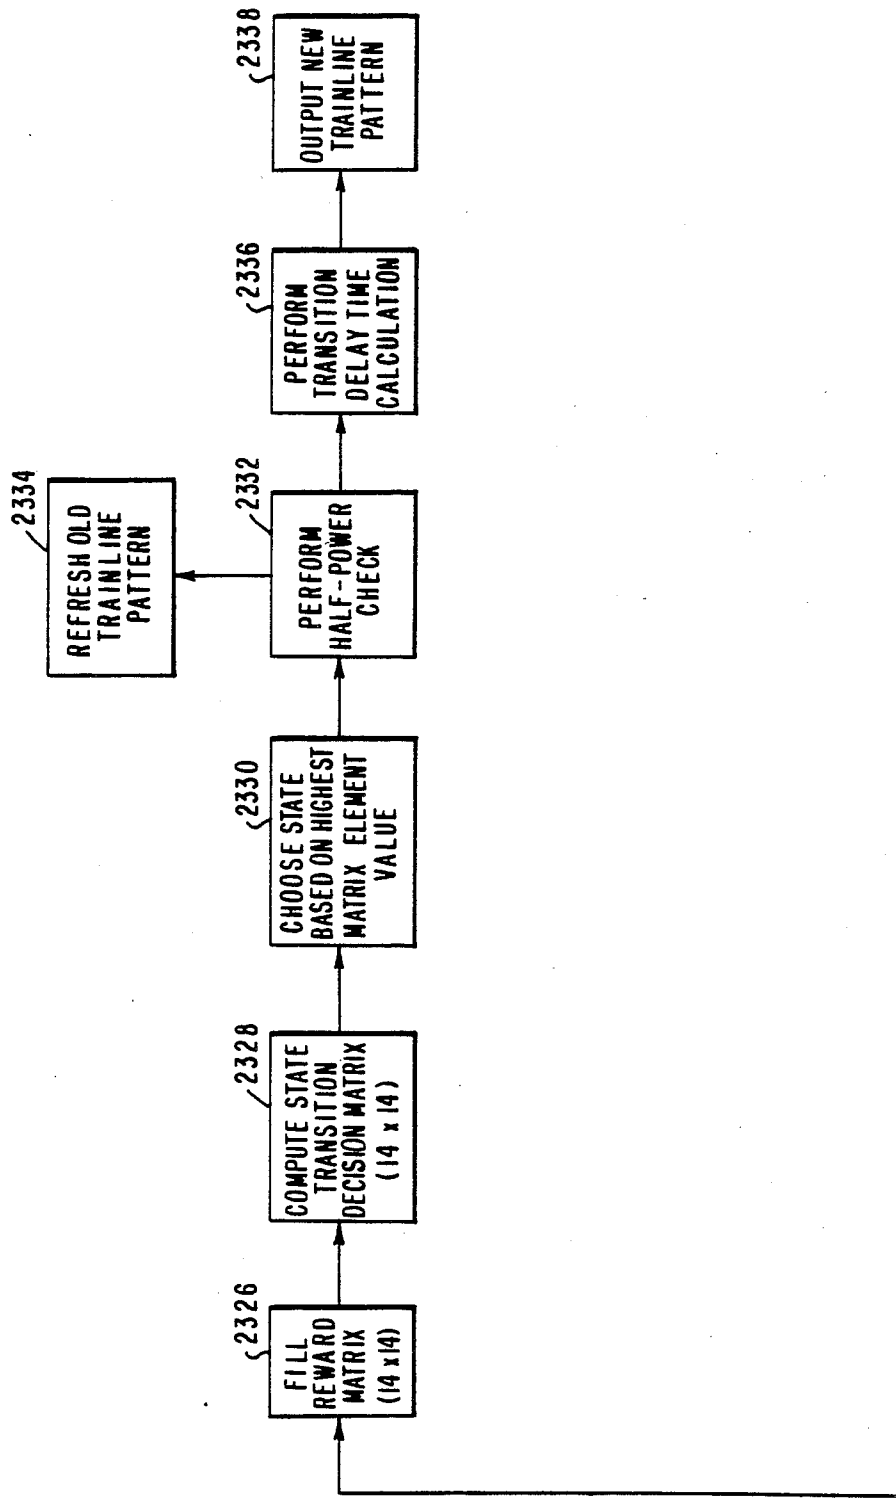 2326
FILL
REWARD
MATRIX
(14 x 14)
2328
COMPUTE STATE
TRANSITION
DECISION MATRIX
(14 x 14)
2330
CHOOSE STATE
BASED ON HIGHEST
MATRIX ELEMENT
VALUE
2332
PERFORM
HALF-POWER
CHECK
2334
REFRESH OLD
TRAINLINE
PATTERN
2336
PERFORM
TRANSITION
DELAY TIME
CALCULATION
2338
OUTPUT NEW
TRAINLINE
PATTERN